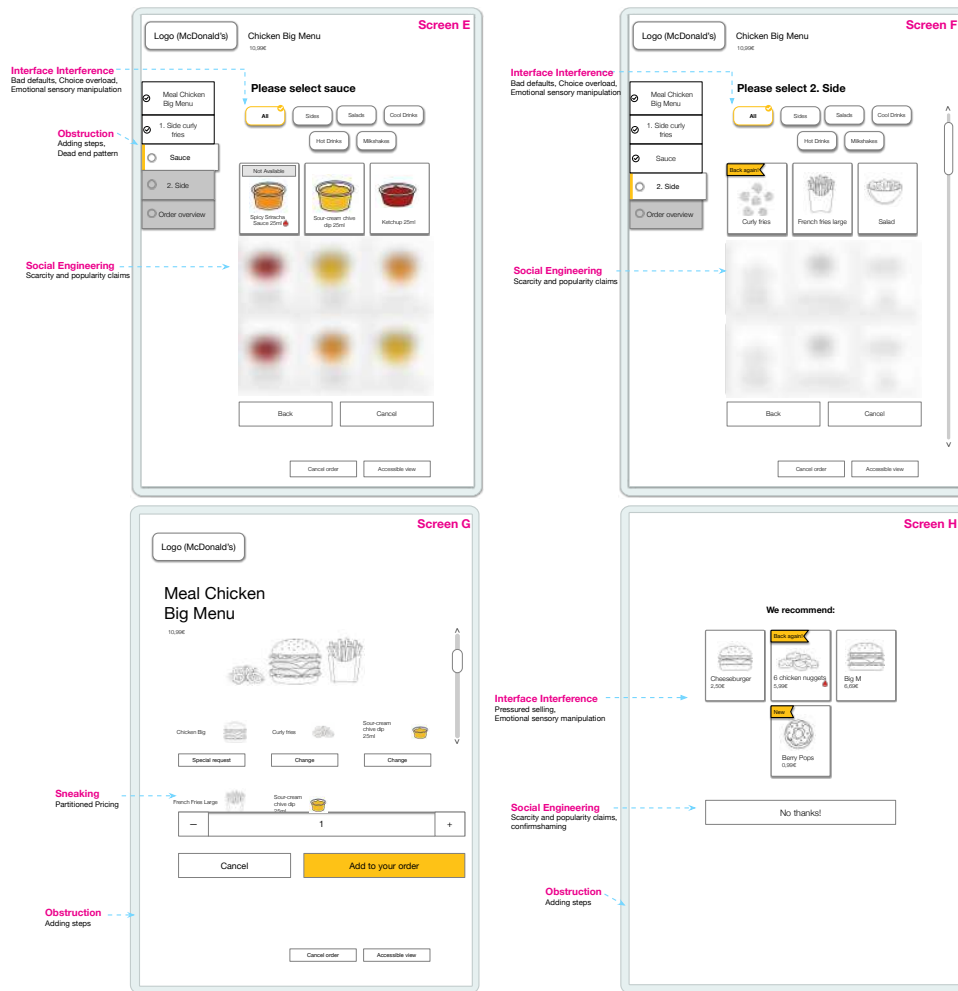 Screen E
Logo (McDonald's)
Chicken Big Menu
10,99€
Interface Interference
Bad defaults, Choice overload,
Emotional sensory manipulation
Please select sauce
Meal Chicken
Big Menu
1. Side curly
fries
Sauce
2. Side
Order overview
All
Sides
Salads
Cool Drinks
Hot Drinks
Milkshakes
Obstruction
Adding steps,
Dead end pattern
Not Available
Spicy Sriracha
Sauce 25ml
Sour-cream chive
dip 25ml
Ketchup 25ml
Social Engineering
Scarcity and popularity claims
Back
Cancel
Cancel order
Accessible view
Screen F
Logo (McDonald's)
Chicken Big Menu
10,99€
Interface Interference
Bad defaults, Choice overload,
Emotional sensory manipulation
Please select 2. Side
Meal Chicken
Big Menu
1. Side curly
fries
Sauce
2. Side
Order overview
All
Sides
Salads
Cool Drinks
Hot Drinks
Milkshakes
Back again!
Curly fries
French fries large
Salad
Social Engineering
Scarcity and popularity claims
Back
Cancel
Cancel order
Accessible view
Screen G
Logo (McDonald's)
Meal Chicken
Big Menu
10,99€
Chicken Big
Curly fries
Sour-cream
chive dip
25ml
Special request
Change
Change
Sneaking
Partitioned Pricing
French Fries Large
Sour-cream
chive dip
25ml
—
1
+
Cancel
Add to your order
Obstruction
Adding steps
Cancel order
Accessible view
Screen H
We recommend:
Cheeseburger
2,50€
Back again!
6 chicken nuggets
5,99€
Big M
6,69€
Interface Interference
Pressured selling,
Emotional sensory manipulation
New
Berry Pops
0,99€
Social Engineering
Scarcity and popularity claims,
confirmshaming
No thanks!
Obstruction
Adding steps